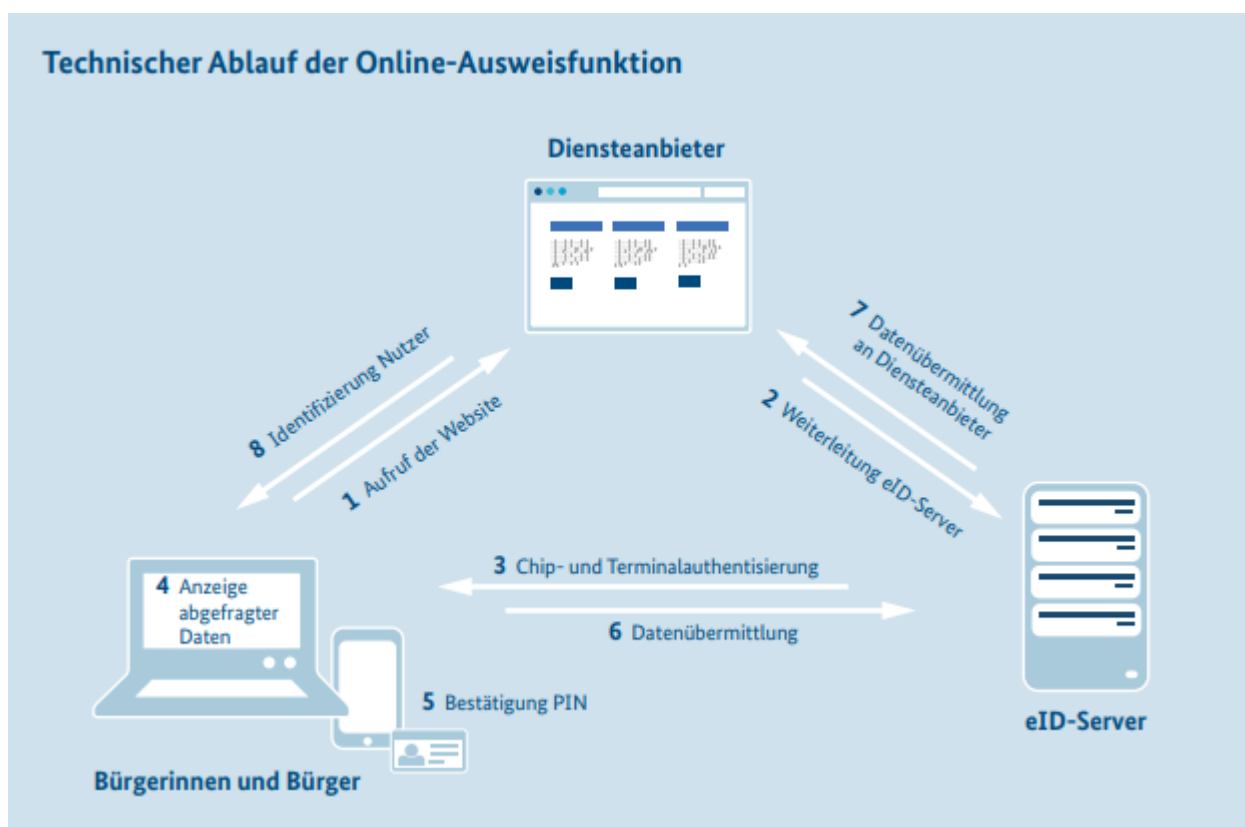 Technischer Ablauf der Online-Ausweisfunktion
Diensteanbieter
8 Identifizierung Nutzer
1 Aufruf der Website
7 Datenübermittlung
an Diensteanbieter
2 Weiterleitung eID-Server
3 Chip- und Terminalauthentisierung
4 Anzeige
abgefragter
Daten
6 Datenübermittlung
5 Bestätigung PIN
eID-Server
Bürgerinnen und Bürger